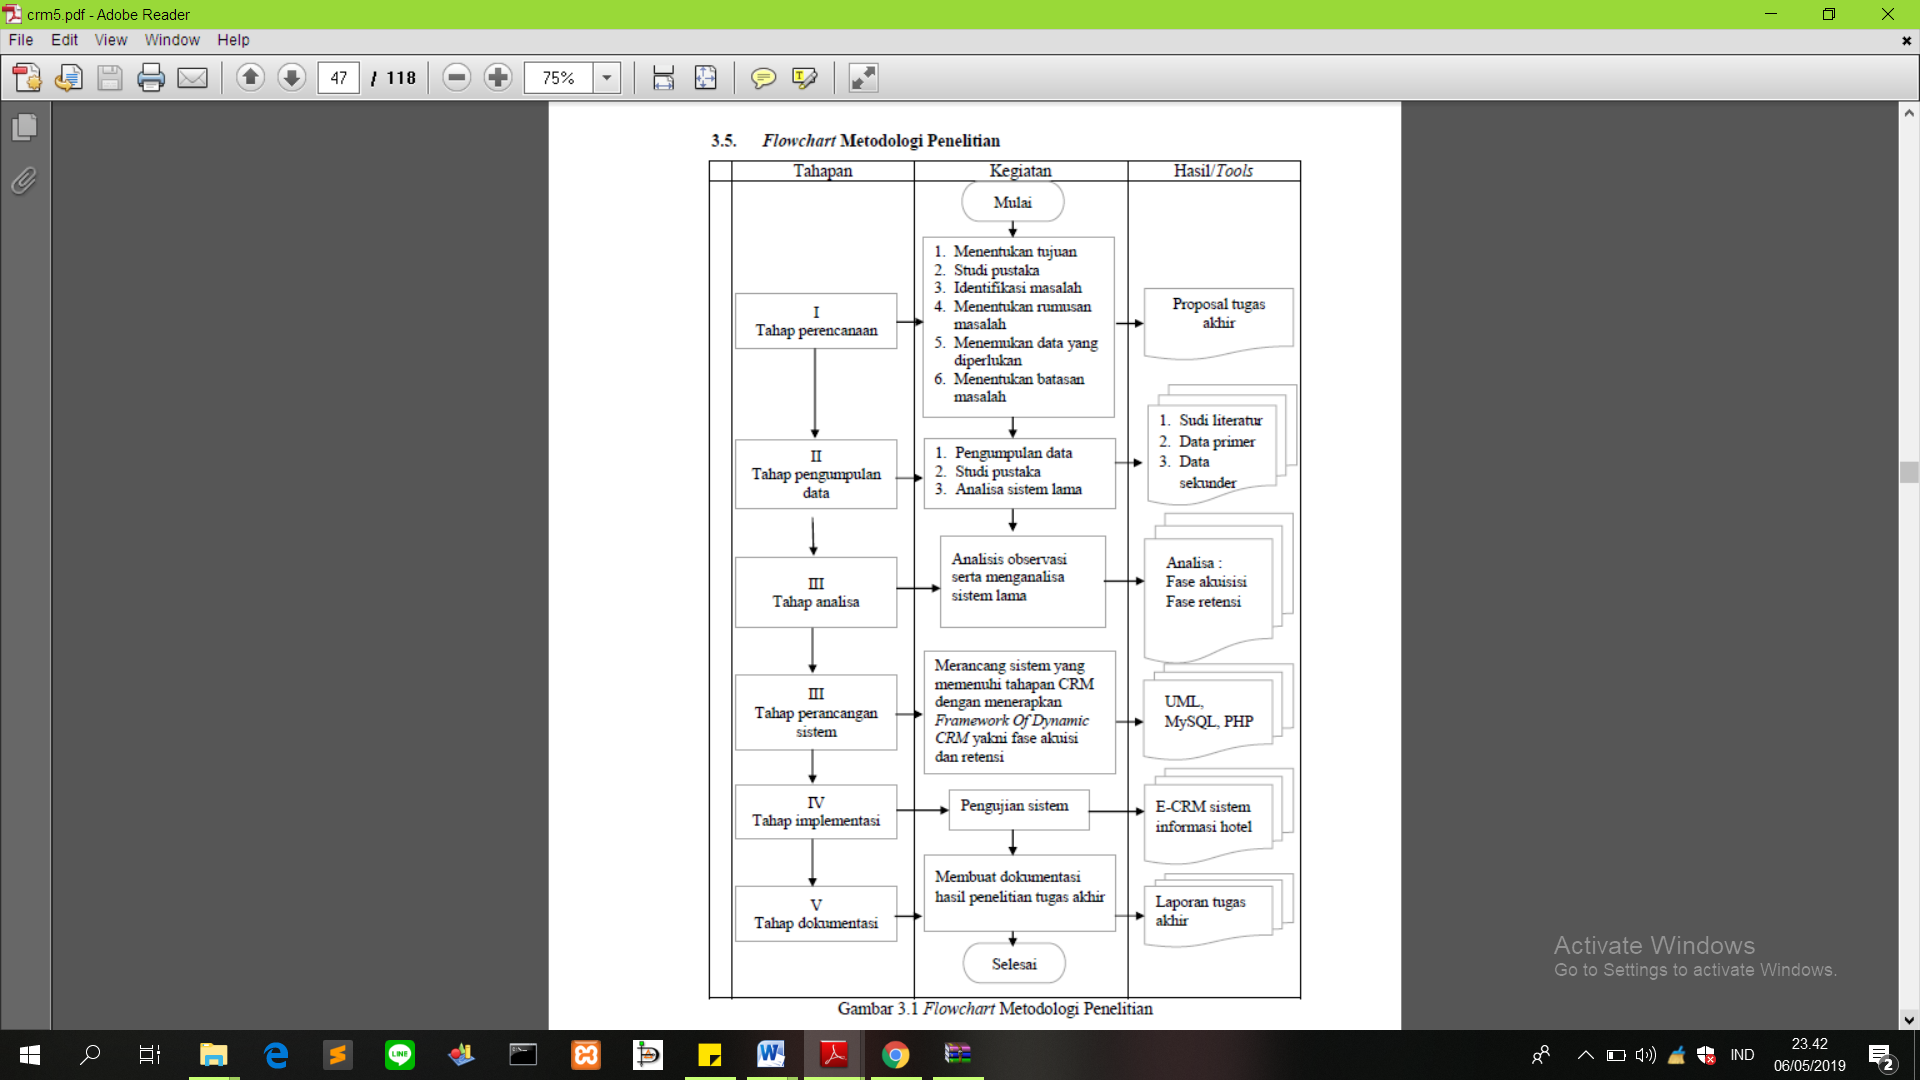 crm5.pdf - Adobe Reader
File Edit View Window Help
47 / 118 75%
3.5. Flowchart Metodologi Penelitian
Tahapan Kegiatan Hasil/Tools
Mulai
I
Tahap perencanaan
1. Menentukan tujuan
2. Studi pustaka
3. Identifikasi masalah
4. Menentukan rumusan
masalah
5. Menemukan data yang
diperlukan
6. Menentukan batasan
masalah
Proposal tugas
akhir
II
Tahap pengumpulan
data
1. Pengumpulan data
2. Studi pustaka
3. Analisa sistem lama
1. Sudi literatur
2. Data primer
3. Data
sekunder
III
Tahap analisa
Analisis observasi
serta menganalisa
sistem lama
Analisa :
Fase akuisisi
Fase retensi
III
Tahap perancangan
sistem
Merancang sistem yang
memenuhi tahapan CRM
dengan menerapkan
Framework Of Dynamic
CRM yakni fase akuisi
dan retensi
UML,
MySQL, PHP
IV
Tahap implementasi
Pengujian sistem
E-CRM sistem
informasi hotel
V
Tahap dokumentasi
Membuat dokumentasi
hasil penelitian tugas akhir
Laporan tugas
akhir
Selesai
Gambar 3.1 Flowchart Metodologi Penelitian
Activate Windows
Go to Settings to activate Windows.
LINE
IND
23.42
06/05/2019
2